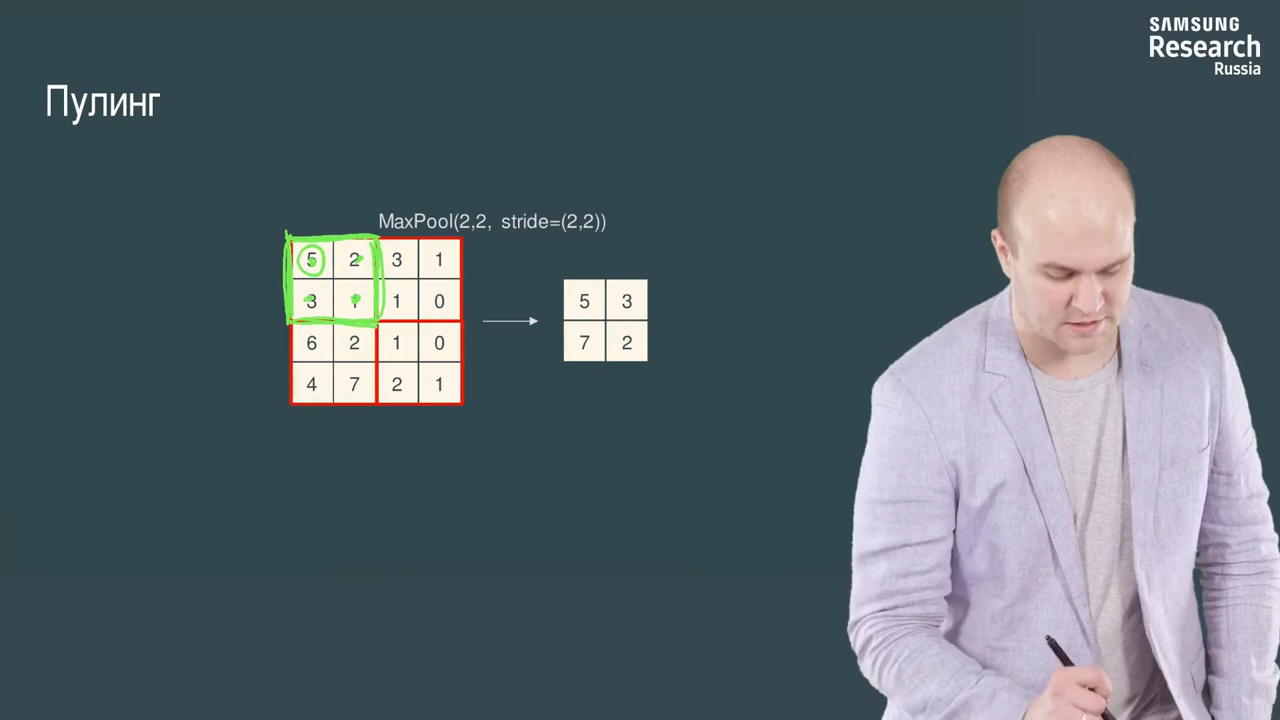 SAMSUNG
Research
Russia
Пулинг
MaxPool(2,2, stride=(2,2))
5 2 3 1
3 1 1 0
6 2 1 0
4 7 2 1
5 3
7 2